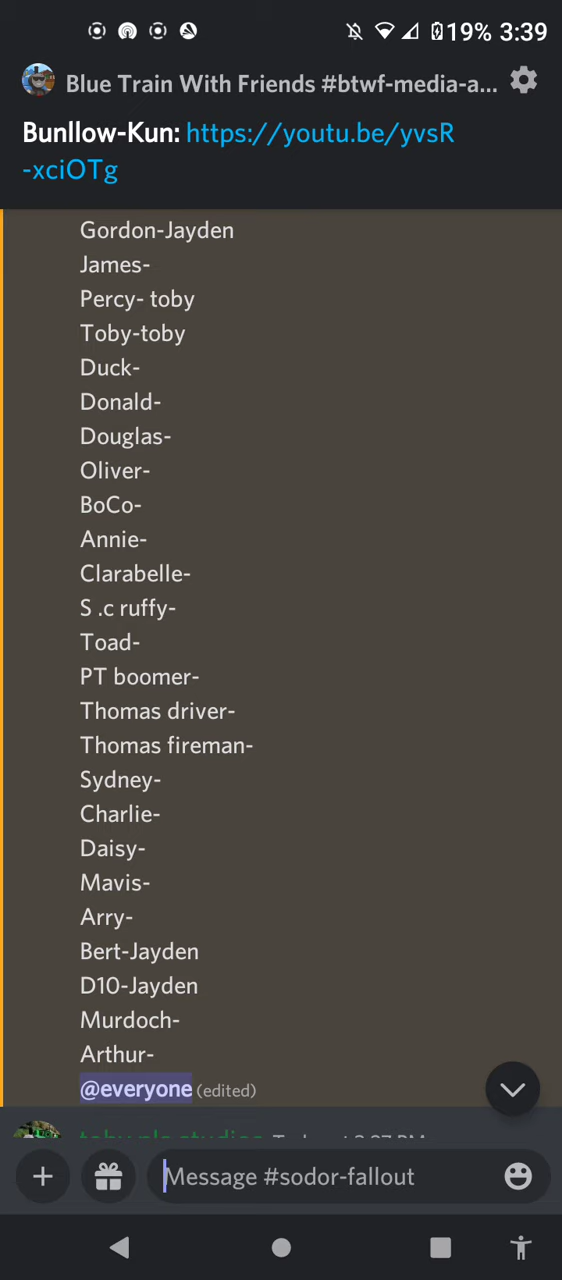 19% 3:39
Blue Train With Friends #btwf-media-a...
Bunllow-Kun: https://youtu.be/yvsR
-xciOTg
Gordon-Jayden
James-
Percy- toby
Toby-toby
Duck-
Donald-
Douglas-
Oliver-
BoCo-
Annie-
Clarabelle-
S .c ruffy-
Toad-
PT boomer-
Thomas driver-
Thomas fireman-
Sydney-
Charlie-
Daisy-
Mavis-
Arry-
Bert-Jayden
D10-Jayden
Murdoch-
Arthur-
@everyone (edited)
Message #sodor-fallout